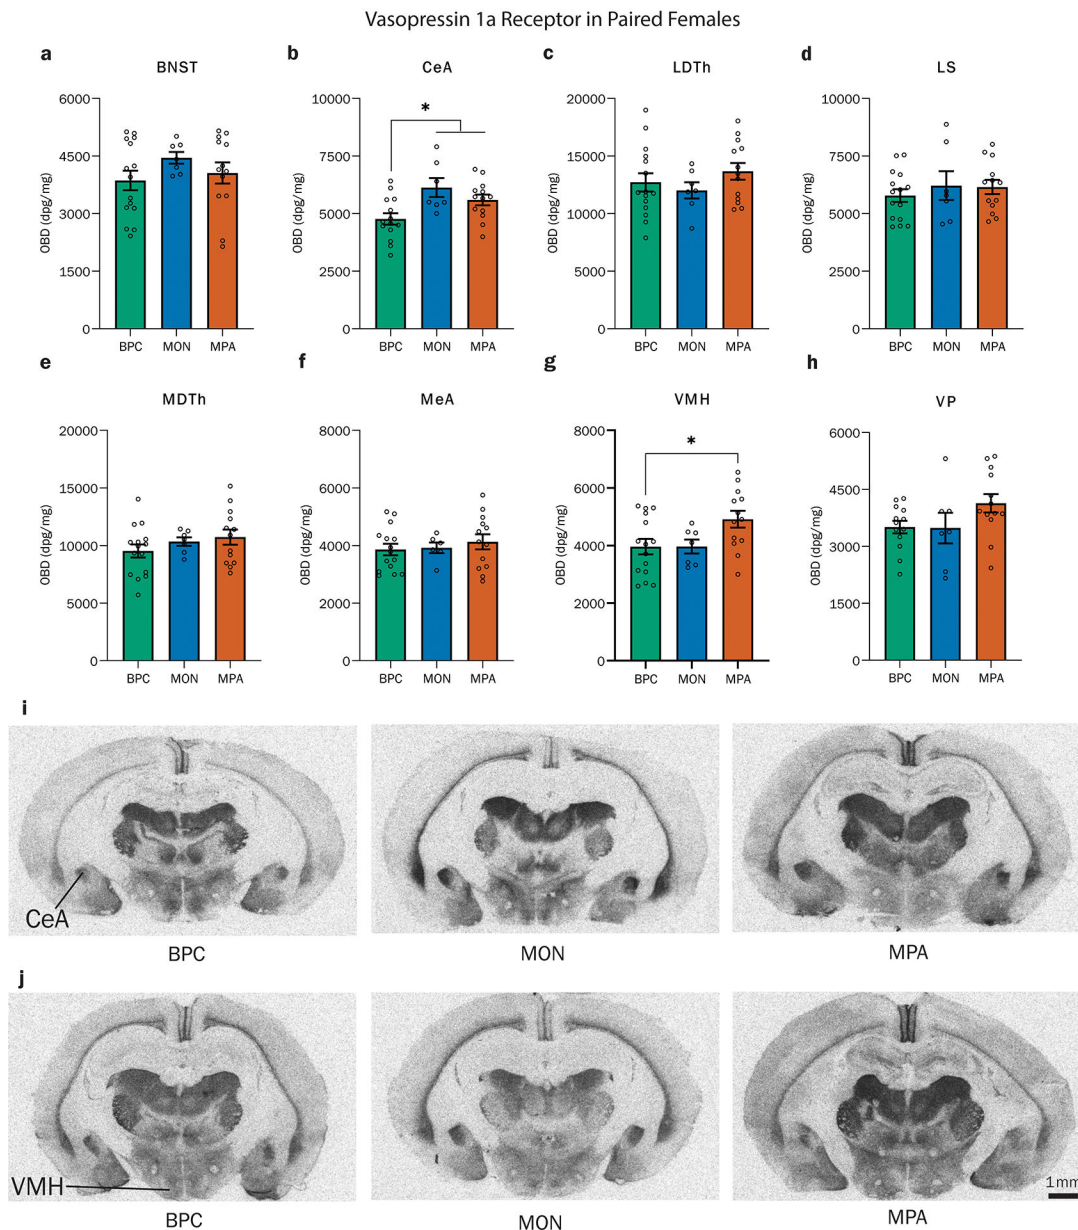 Vasopressin 1a Receptor in Paired Females
a
BNST
OBD (dpg/mg)
6000
4500
3000
1500
0
BPC MON MPA
b
CeA
OBD (dpg/mg)
10000
7500
5000
2500
0
*
BPC MON MPA
c
LDTh
OBD (dpg/mg)
20000
15000
10000
5000
0
BPC MON MPA
d
LS
OBD (dpg/mg)
10000
7500
5000
2500
0
BPC MON MPA
e
MDTh
OBD (dpg/mg)
20000
15000
10000
5000
0
BPC MON MPA
f
MeA
OBD (dpg/mg)
8000
6000
4000
2000
0
BPC MON MPA
g
VMH
OBD (dpg/mg)
8000
6000
4000
2000
0
*
BPC MON MPA
h
VP
OBD (dpg/mg)
6000
4500
3000
1500
0
BPC MON MPA
i
CeA
BPC
MON
MPA
j
VMH
1mm
BPC
MON
MPA